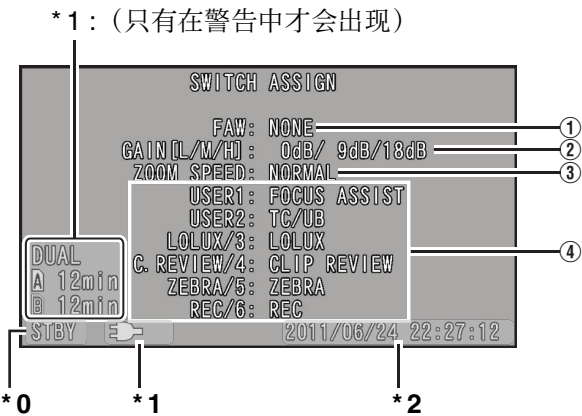 *1：（只有在警告中才会出现）
SWITCH ASSIGN
FAW: NONE ①
GAIN[L/M/H]: 0dB/ 9dB/18dB ②
ZOOM SPEED: NORMAL ③
USER1: FOCUS ASSIST
USER2: TC/UB
LOLUX/3: LOLUX
C.REVIEW/4: CLIP REVIEW ④
ZEBRA/5: ZEBRA
REC/6: REC
DUAL
A 12min
B 12min
STBY 2011/06/24 22:27:12
*0 *1 *2